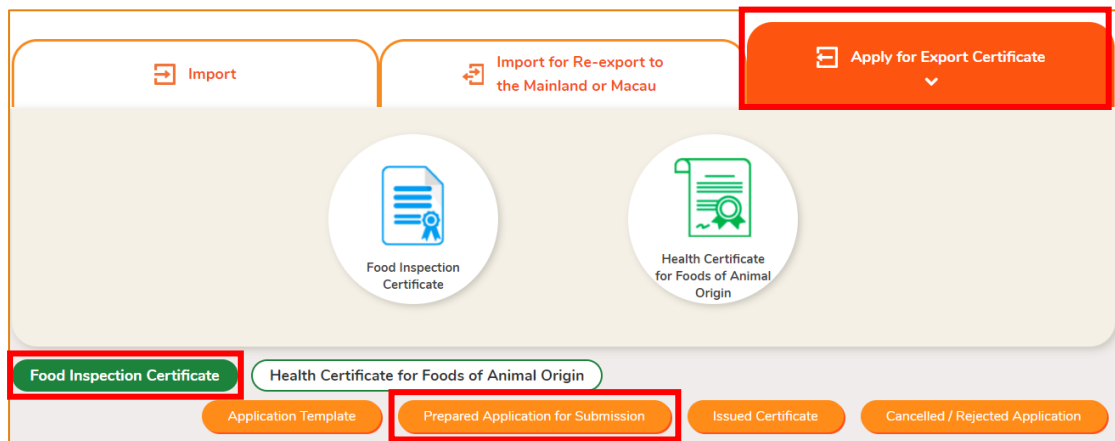 Import
Import for Re-export to
the Mainland or Macau
Apply for Export Certificate
Food Inspection
Certificate
Health Certificate
for Foods of Animal
Origin
Food Inspection Certificate
Health Certificate for Foods of Animal Origin
Application Template
Prepared Application for Submission
Issued Certificate
Cancelled / Rejected Application